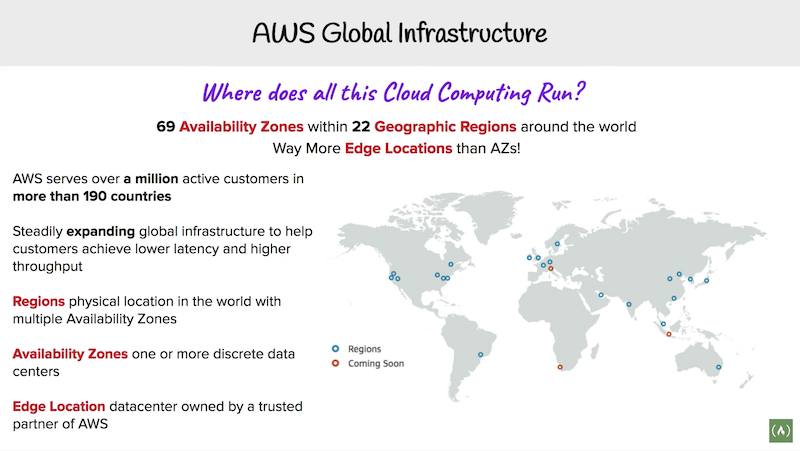 AWS Global Infrastructure
Where does all this Cloud Computing Run?
69 Availability Zones within 22 Geographic Regions around the world
Way More Edge Locations than AZs!
AWS serves over a million active customers in
more than 190 countries
Steadily expanding global infrastructure to help
customers achieve lower latency and higher
throughput
Regions physical location in the world with
multiple Availability Zones
Availability Zones one or more discrete data
centers
Edge Location datacenter owned by a trusted
partner of AWS
Regions
Coming Soon